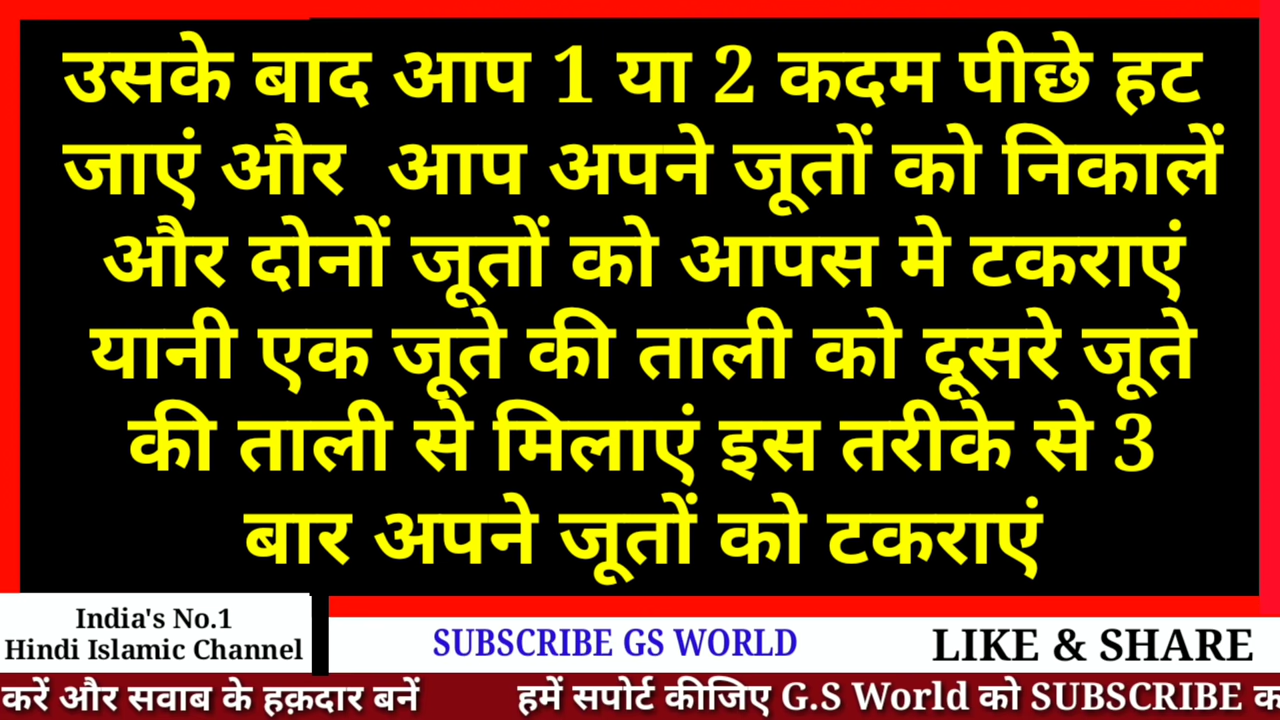 उसके बाद आप 1 या 2 कदम पीछे हट
जाएं और आप अपने जूतों को निकालें
और दोनों जूतों को आपस मे टकराएं
यानी एक जूते की ताली को दूसरे जूते
की ताली से मिलाएं इस तरीके से 3
बार अपने जूतों को टकराएं
India's No.1
Hindi Islamic Channel
SUBSCRIBE GS WORLD
LIKE & SHARE
करें और सवाब के हक़दार बनें हमें सपोर्ट कीजिए G.S World को SUBSCRIBE